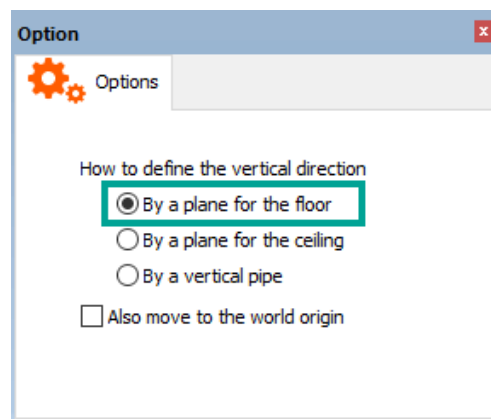 Option
Options
How to define the vertical direction
By a plane for the floor
By a plane for the ceiling
By a vertical pipe
Also move to the world origin